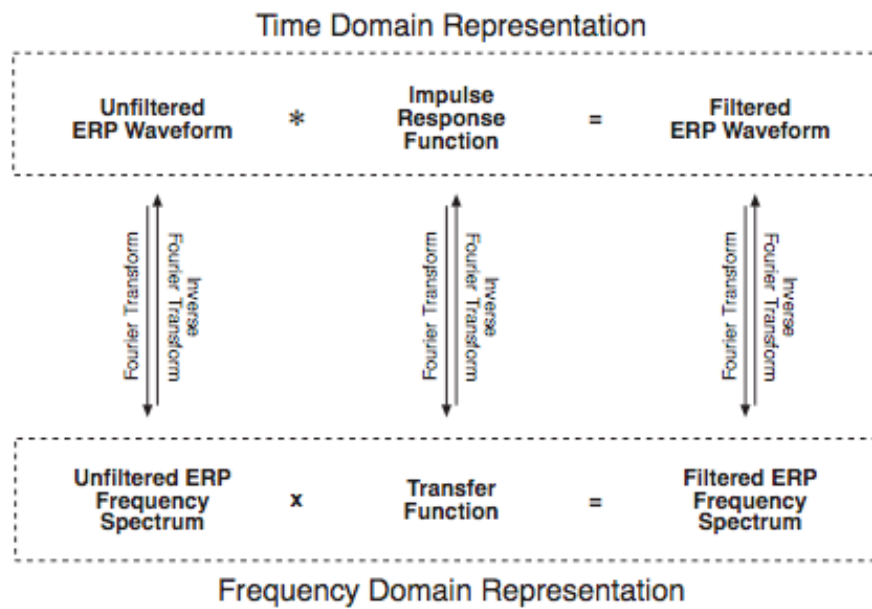 Time Domain Representation
Unfiltered
ERP Waveform
*
Impulse
Response
Function
=
Filtered
ERP Waveform
Fourier Transform
Inverse
Fourier Transform
Fourier Transform
Inverse
Fourier Transform
Fourier Transform
Inverse
Fourier Transform
Unfiltered ERP
Frequency
Spectrum
x
Transfer
Function
=
Filtered ERP
Frequency
Spectrum
Frequency Domain Representation